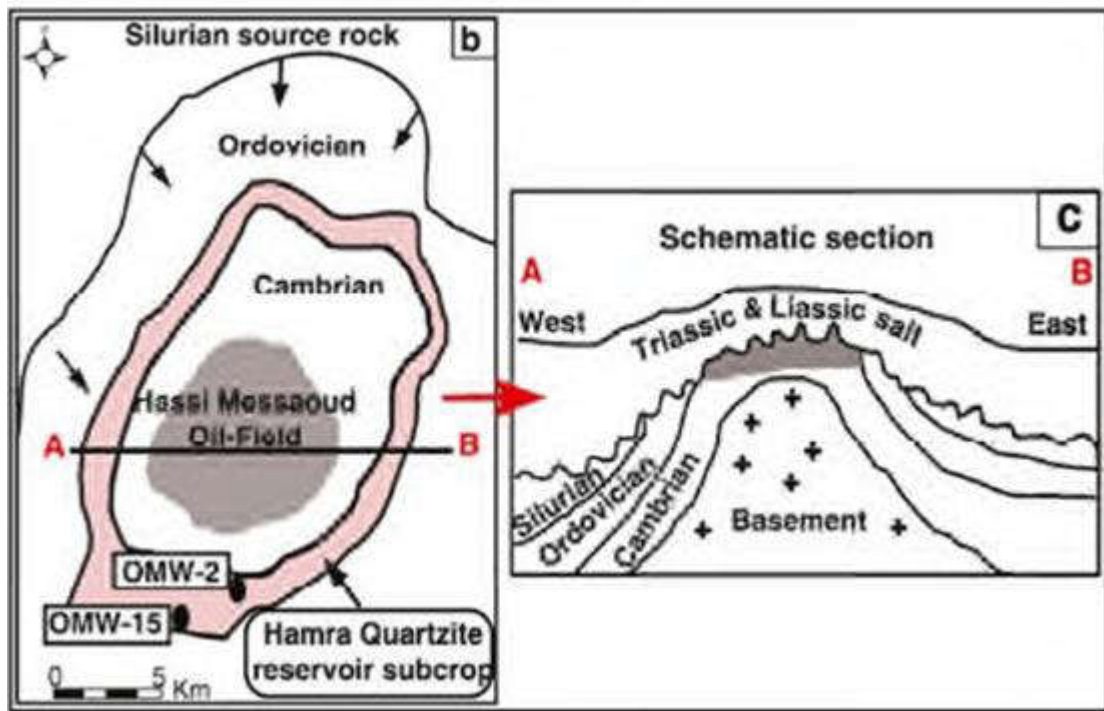 Silurian source rock
b
Ordovician
Cambrian
Hassi Messaoud
Oil-Field
A
B
OMW-2
OMW-15
Hamra Quartzite
reservoir subcrop
0
5
Km
C
Schematic section
A
B
West
East
Triassic & Liassic salt
Silurian
Ordovician
Cambrian
Basement